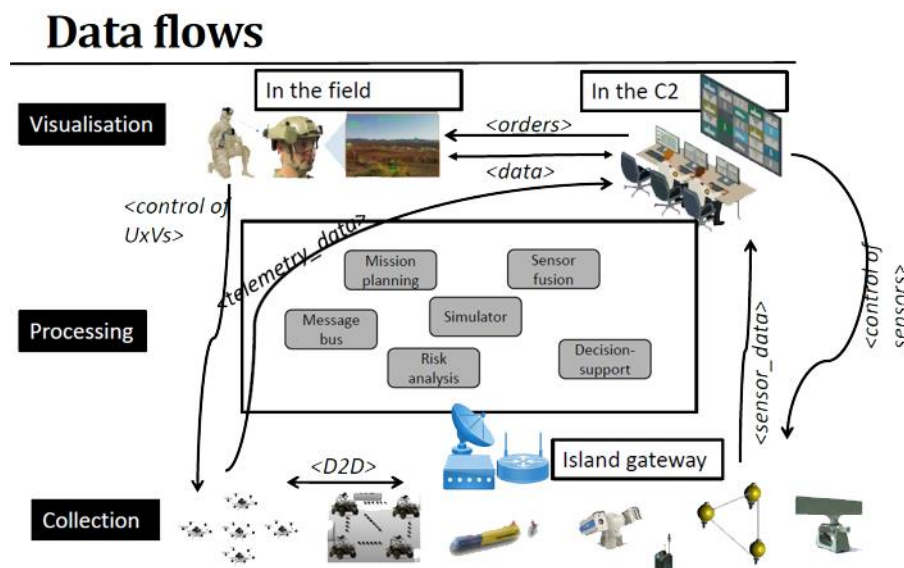 Data flows
In the field
In the C2
Visualisation
<orders>
<data>
<control of
UxVs>
<telemetry_data>
<control of
sensors>
Mission
planning
Sensor
fusion
Processing
Message
bus
Simulator
Risk
analysis
Decision-
support
<sensor_data>
Island gateway
<D2D>
Collection